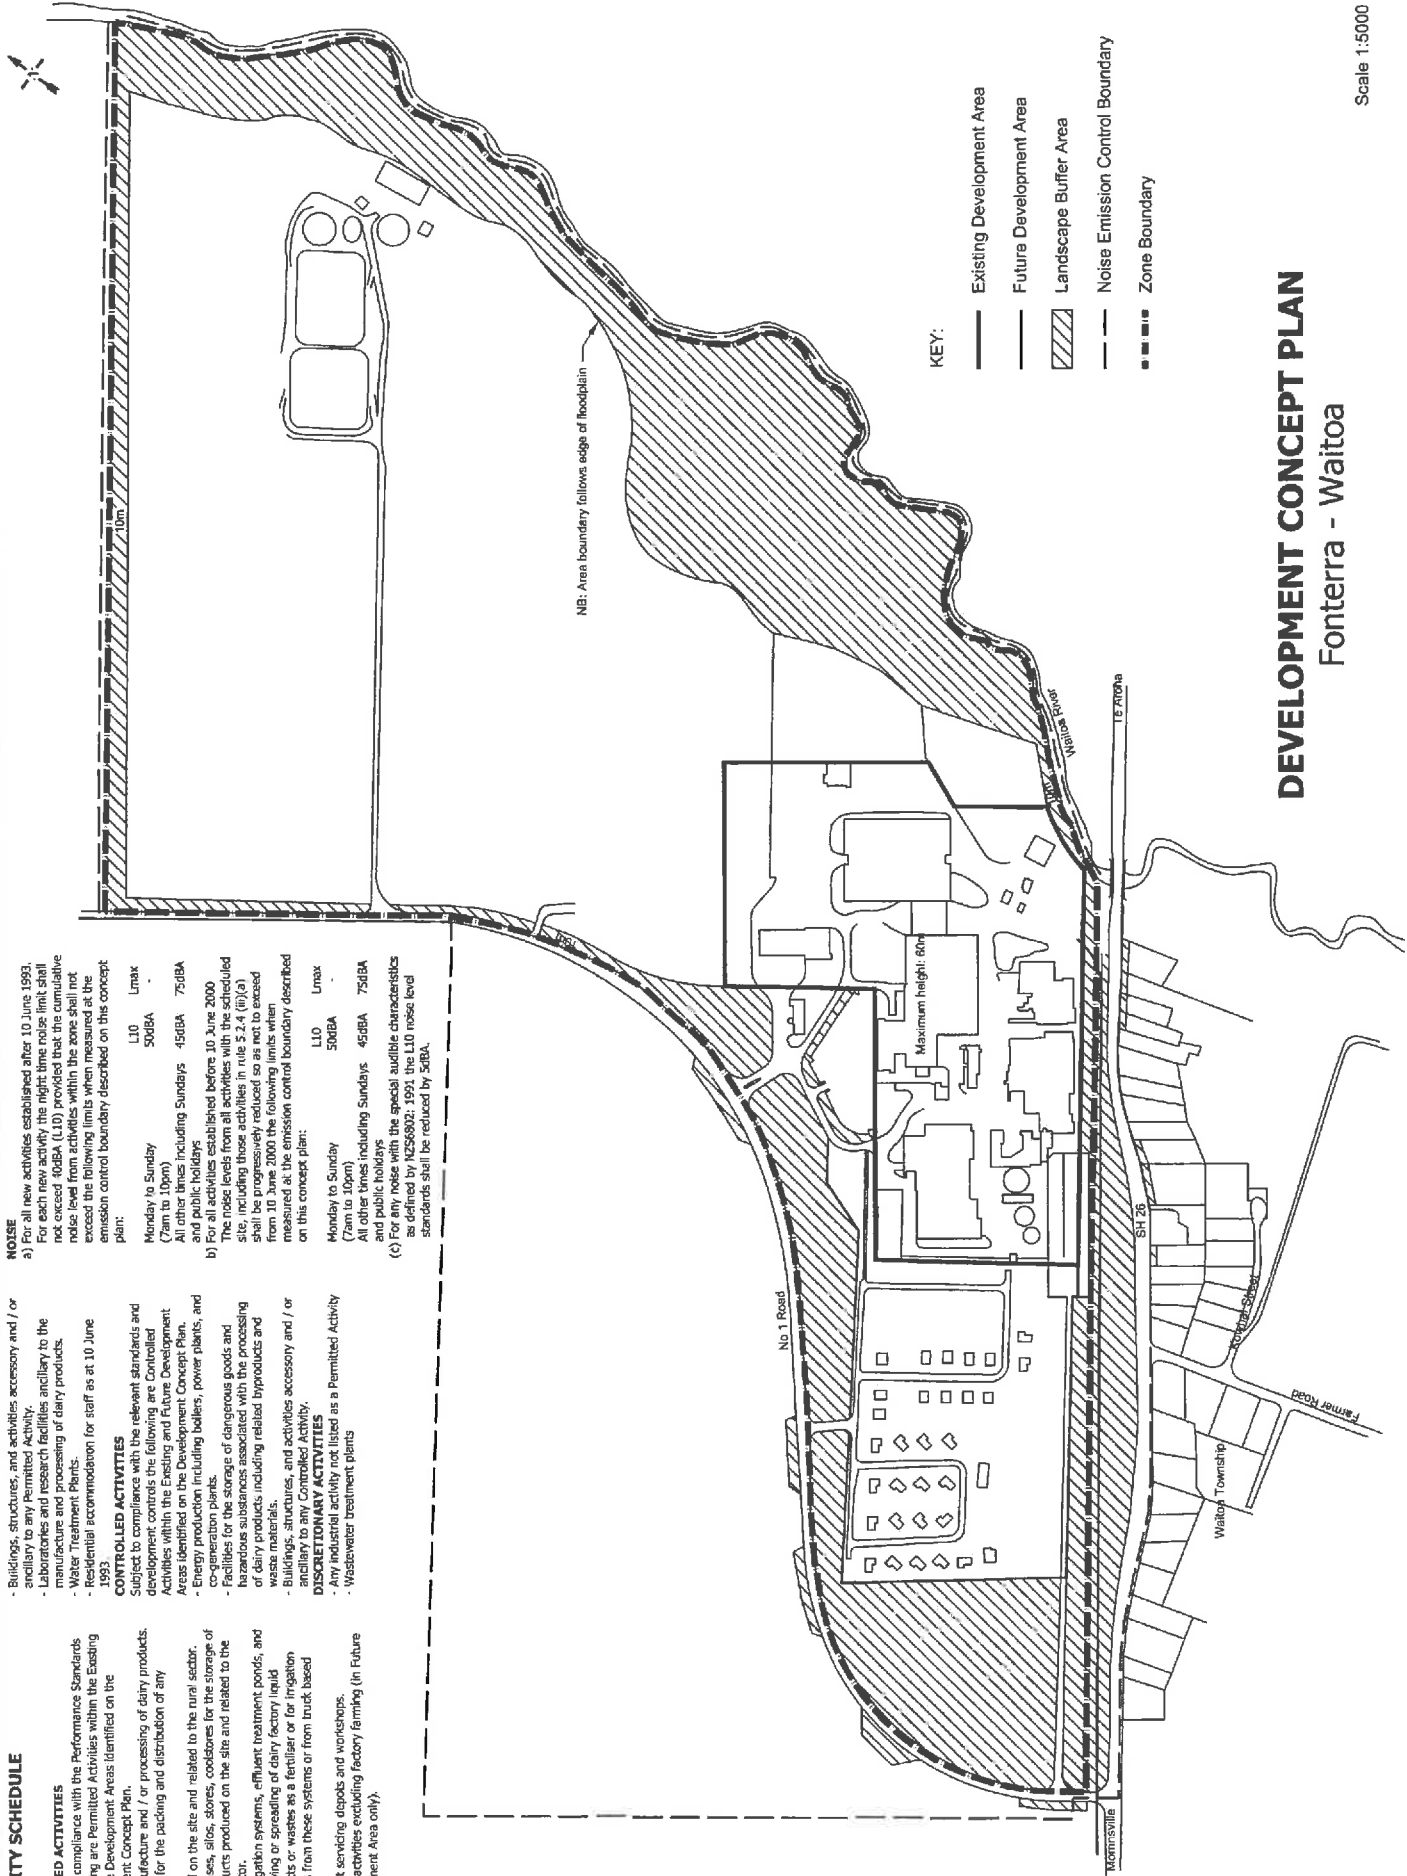 ITY SCHEDULE
ED ACTIVITIES
compliance with the Performance Standards
ng are Permitted Activities within the Existing
e Development Areas identified on the
ent Concept Plan.
ufacture and / or processing of dairy products.
for the packing and distribution of any
l on the site and related to the rural sector.
ses, silos, stores, coolstores for the storage of
ucts produced on the site and related to the
tor.
igation systems, effluent treatment ponds, and
ying or spreading of dairy factory liquid
ts or wastes as a fertiliser or for irrigation
from these systems or from truck based
t servicing depots and workshops.
activities excluding factory farming (in Future
ment Area only).
- Buildings, structures, and activities accessory and / or
ancillary to any Permitted Activity.
- Laboratories and research facilities ancillary to the
manufacture and processing of dairy products.
- Water Treatment Plants.
- Residential accommodation for staff as at 10 June
1993.
CONTROLLED ACTIVITIES
Subject to compliance with the relevant standards and
development controls the following are Controlled
Activities within the Existing and Future Development
Areas identified on the Development Concept Plan.
- Energy production including boilers, power plants, and
co-generation plants.
- Facilities for the storage of dangerous goods and
hazardous substances associated with the processing
of dairy products including related byproducts and
waste materials.
- Buildings, structures, and activities accessory and / or
ancillary to any Controlled Activity.
DISCRETIONARY ACTIVITIES
- Any industrial activity not listed as a Permitted Activity
- Wastewater treatment plants
NOISE
a) For all new activities established after 10 June 1993.
For each new activity the night time noise limit shall
not exceed 40dBA (L10) provided that the cumulative
noise level from activities within the zone shall not
exceed the following limits when measured at the
emission control boundary described on this concept
plan:
L10 Lmax
Monday to Sunday 50dBA -
(7am to 10pm)
All other times including Sundays 45dBA 75dBA
and public holidays
b) For all activities established before 10 June 2000
The noise levels from all activities with the scheduled
site, including those activities in rule 5.2.4 (iii)(a)
shall be progressively reduced so as not to exceed
from 10 June 2000 the following limits when
measured at the emission control boundary described
on this concept plan:
L10 Lmax
Monday to Sunday 50dBA -
(7am to 10pm)
All other times including Sundays 45dBA 75dBA
and public holidays
(c) For any noise with the special audible characteristics
as defined by NZS6802: 1991 the L10 noise level
standards shall be reduced by 5dBA.
10m
NB: Area boundary follows edge of floodplain
10m
No 1 Road
Maximum height: 60m
10m
Waitoa River
Te Aroha
SH 26
Morrinsville
Kowhai Street
Farmer Road
Waitoa Township
KEY:
Existing Development Area
Future Development Area
Landscape Buffer Area
Noise Emission Control Boundary
Zone Boundary
DEVELOPMENT CONCEPT PLAN
Fonterra - Waitoa
Scale 1:5000